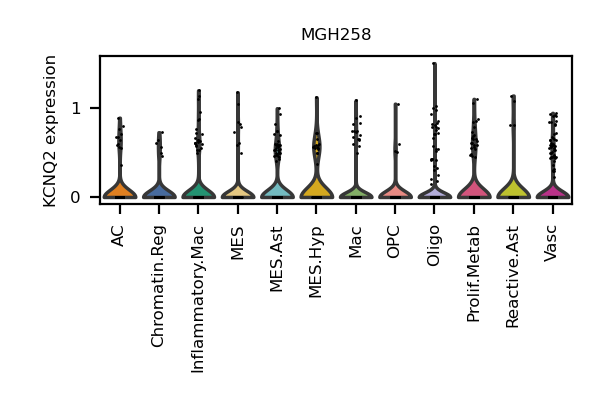 MGH258
KCNQ2 expression
1
0
AC
Chromatin.Reg
Inflammatory.Mac
MES
MES.Ast
MES.Hyp
Mac
OPC
Oligo
Prolif.Metab
Reactive.Ast
Vasc